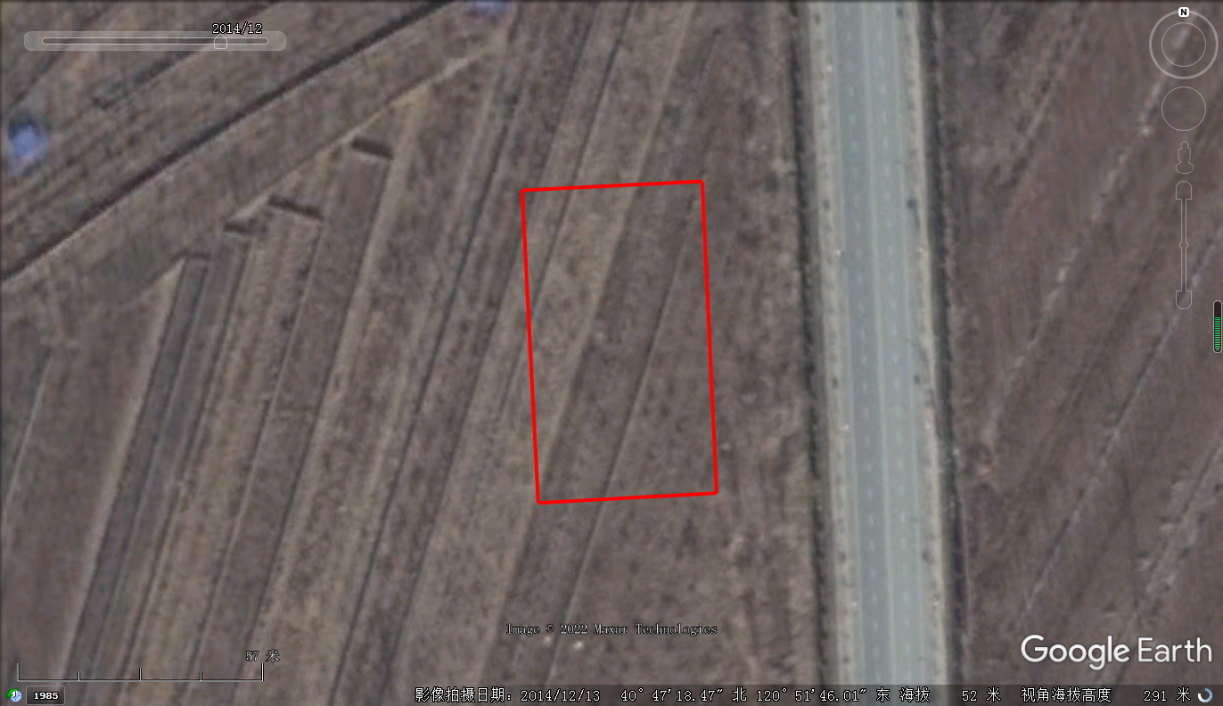 2014/12
N
Image © 2022 Maxar Technologies
Google Earth
57 米
1985
影像拍摄日期: 2014/12/13 40° 47'18.47" 北 120° 51'46.01" 东 海拔 52 米 视角海拔高度 291 米